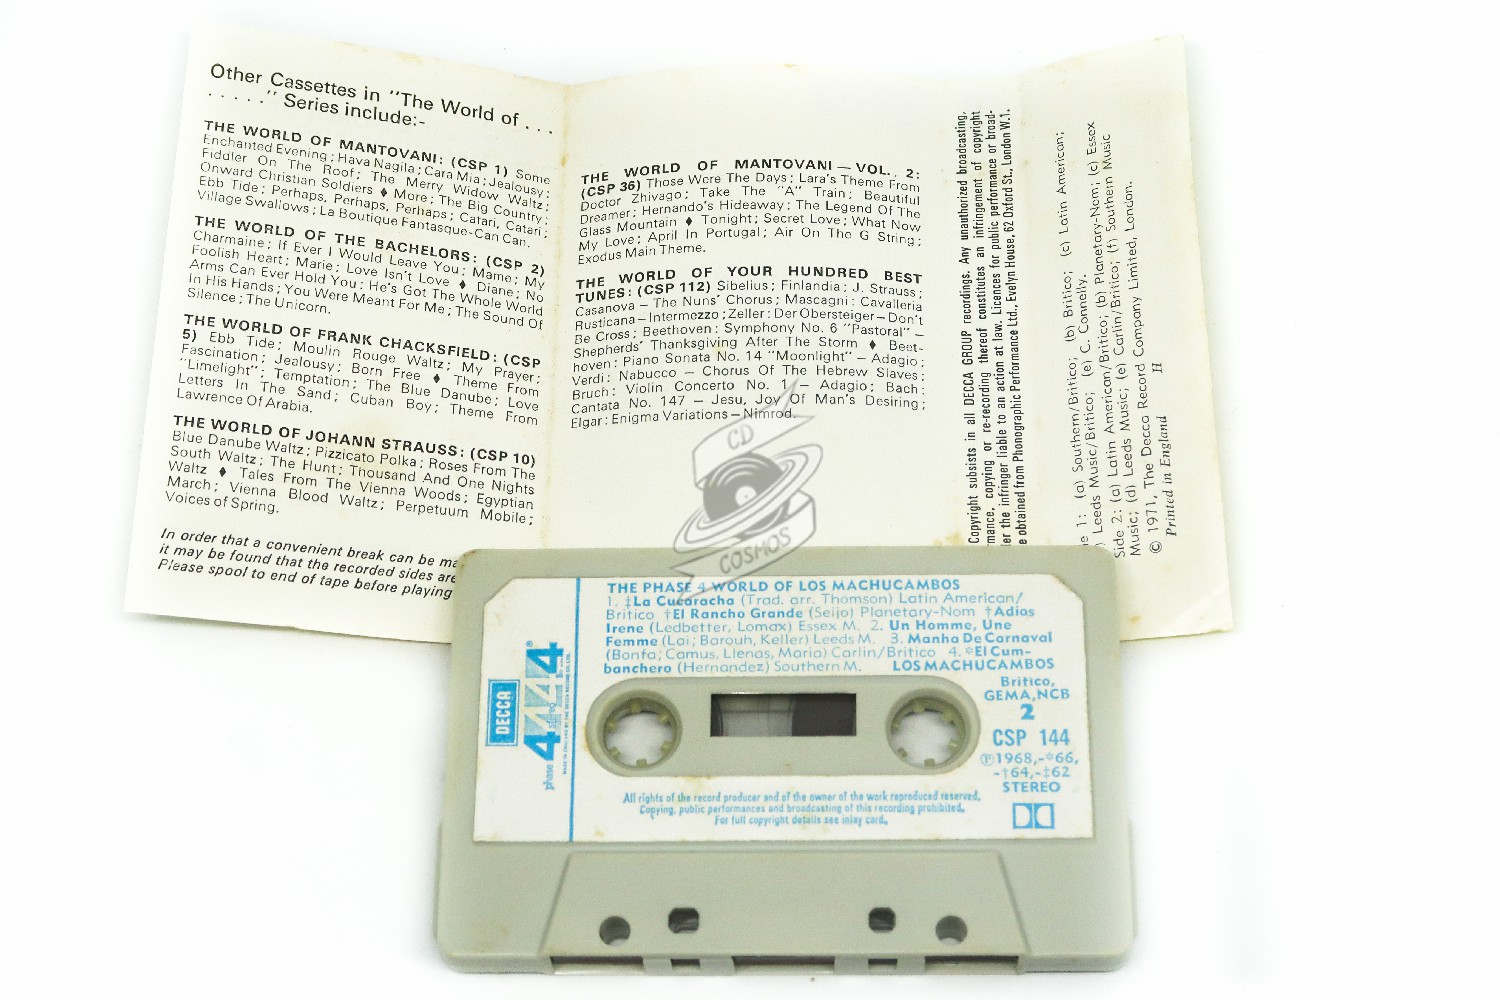 Other Cassettes in "The World of . . .
. . . . ." Series include:-
THE WORLD OF MANTOVANI: (CSP 1) Some
Enchanted Evening; Hava Nagila; Cara Mia; Jealousy;
Fiddler On The Roof; The Merry Widow Waltz;
Onward Christian Soldiers ♦ More; The Big Country;
Ebb Tide; Perhaps, Perhaps, Perhaps; Catari, Catari;
Village Swallows; La Boutique Fantasque-Can Can.
THE WORLD OF THE BACHELORS: (CSP 2)
Charmaine; If Ever I Would Leave You; Mame; My
Foolish Heart; Marie; Love Isn't Love ♦ Diane; No
Arms Can Ever Hold You; He's Got The Whole World
In His Hands; You Were Meant For Me; The Sound Of
Silence; The Unicorn.
THE WORLD OF FRANK CHACKSFIELD: (CSP
5) Ebb Tide; Moulin Rouge Waltz; My Prayer;
Fascination; Jealousy; Born Free ♦ Theme From
"Limelight"; Temptation; The Blue Danube; Love
Letters In The Sand; Cuban Boy; Theme From
Lawrence Of Arabia.
THE WORLD OF JOHANN STRAUSS: (CSP 10)
Blue Danube Waltz; Pizzicato Polka; Roses From The
South Waltz; The Hunt; Thousand And One Nights
Waltz ♦ Tales From The Vienna Woods; Egyptian
March; Vienna Blood Waltz; Perpetuum Mobile;
Voices of Spring.
In order that a convenient break can be ma
it may be found that the recorded sides are
Please spool to end of tape before playing
THE WORLD OF MANTOVANI — VOL. 2:
(CSP 36) Those Were The Days; Lara's Theme From
Doctor Zhivago; Take The "A" Train; Beautiful
Dreamer; Hernando's Hideaway; The Legend Of The
Glass Mountain ♦ Tonight; Secret Love; What Now
My Love; April In Portugal; Air On The G String;
Exodus Main Theme.
THE WORLD OF YOUR HUNDRED BEST
TUNES: (CSP 112) Sibelius; Finlandia; J. Strauss;
Casanova – The Nuns' Chorus; Mascagni: Cavalleria
Rusticana – Intermezzo; Zeller: Der Obersteiger – Don't
Be Cross; Beethoven: Symphony No. 6 "Pastoral" –
Shepherds' Thanksgiving After The Storm ♦ Beet-
hoven: Piano Sonata No. 14 "Moonlight" – Adagio;
Verdi: Nabucco – Chorus Of The Hebrew Slaves;
Bruch: Violin Concerto No. 1 – Adagio; Bach:
Cantata No. 147 – Jesu, Joy Of Man's Desiring;
Elgar: Enigma Variations – Nimrod.
Copyright subsists in all DECCA GROUP recordings. Any unauthorized broadcasting,
rmance, copying or re-recording thereof constitutes an infringement of copyright
der the infringer liable to an action at law. Licences for public performance or broad-
e obtained from Phonographic Performance Ltd., Evelyn House, 62 Oxford St., London W.1.
e 1: (a) Southern/Britico; (b) Britico; (c) Latin American;
) Leeds Music/Britico; (e) C. Connelly.
Side 2: (a) Latin American/Britico; (b) Planetary-Nom; (c) Essex
Music; (d) Leeds Music; (e) Carlin/Britico; (f) Southern Music
© 1971, The Decca Record Company Limited, London.
Printed in England H
CD
COSMOS
THE PHASE 4 WORLD OF LOS MACHUCAMBOS
1. ‡La Cucaracha (Trad. arr. Thomson) Latin American/
Britico †El Rancho Grande (Seijo) Planetary-Nom †Adios
Irene (Ledbetter, Lomax) Essex M. 2. Un Homme, Une
Femme (Lai; Barouh, Keller) Leeds M. 3. Manha De Carnaval
(Bonfa; Camus, Llenas, Maria) Carlin/Britico 4. *El Cum-
banchero (Hernandez) Southern M. LOS MACHUCAMBOS
Britico,
GEMA, NCB
2
CSP 144
℗1968,-*66,
-†64,-‡62
STEREO
DECCA
phase 4 stereo
444
MADE IN ENGLAND BY THE DECCA RECORD CO. LTD.
All rights of the record producer and of the owner of the work reproduced reserved.
Copying, public performances and broadcasting of this recording prohibited.
For full copyright details see inlay card.